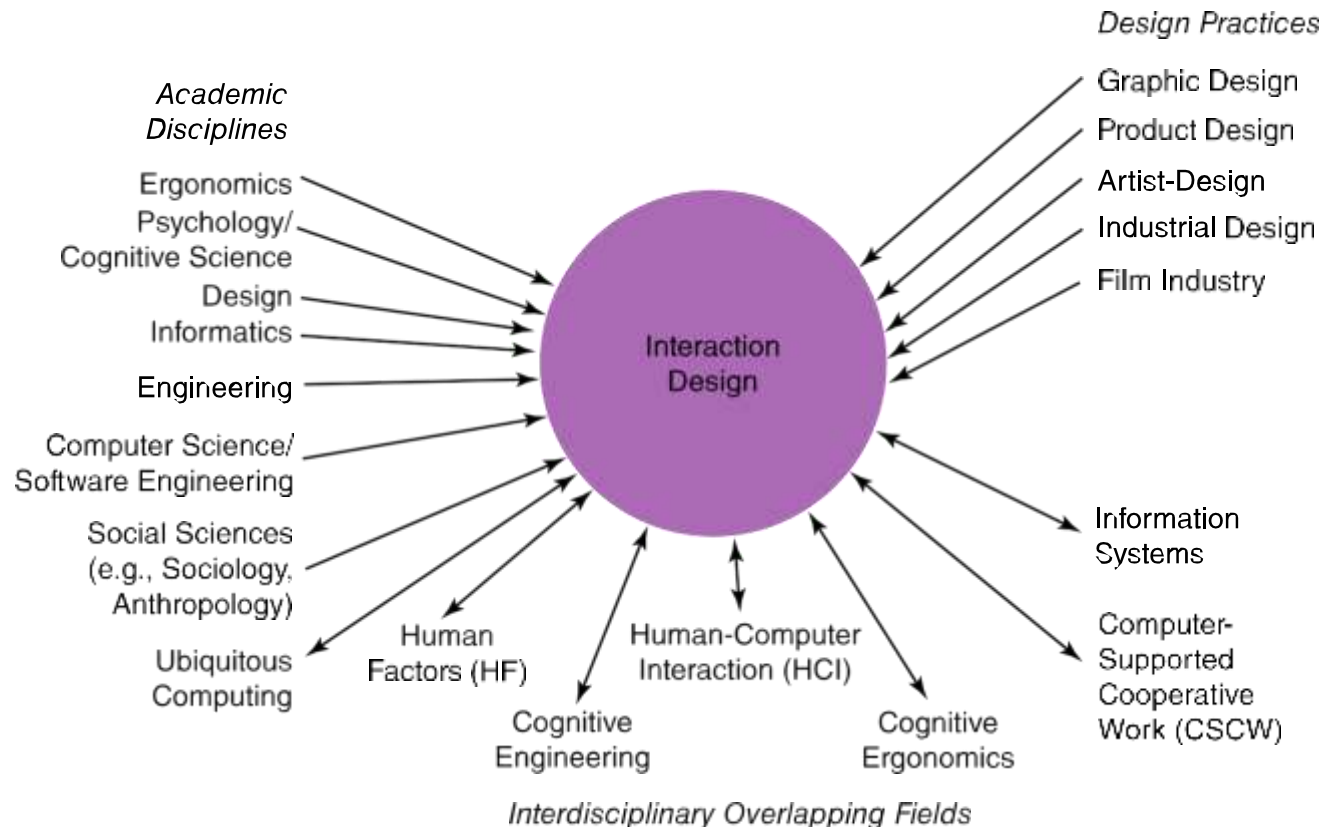 Design Practices
Graphic Design
Product Design
Artist-Design
Industrial Design
Film Industry
Academic
Disciplines
Ergonomics
Psychology/
Cognitive Science
Design
Informatics
Engineering
Computer Science/
Software Engineering
Social Sciences
(e.g., Sociology,
Anthropology)
Ubiquitous
Computing
Interaction
Design
Human
Factors (HF)
Cognitive
Engineering
Human-Computer
Interaction (HCI)
Cognitive
Ergonomics
Information
Systems
Computer-
Supported
Cooperative
Work (CSCW)
Interdisciplinary Overlapping Fields